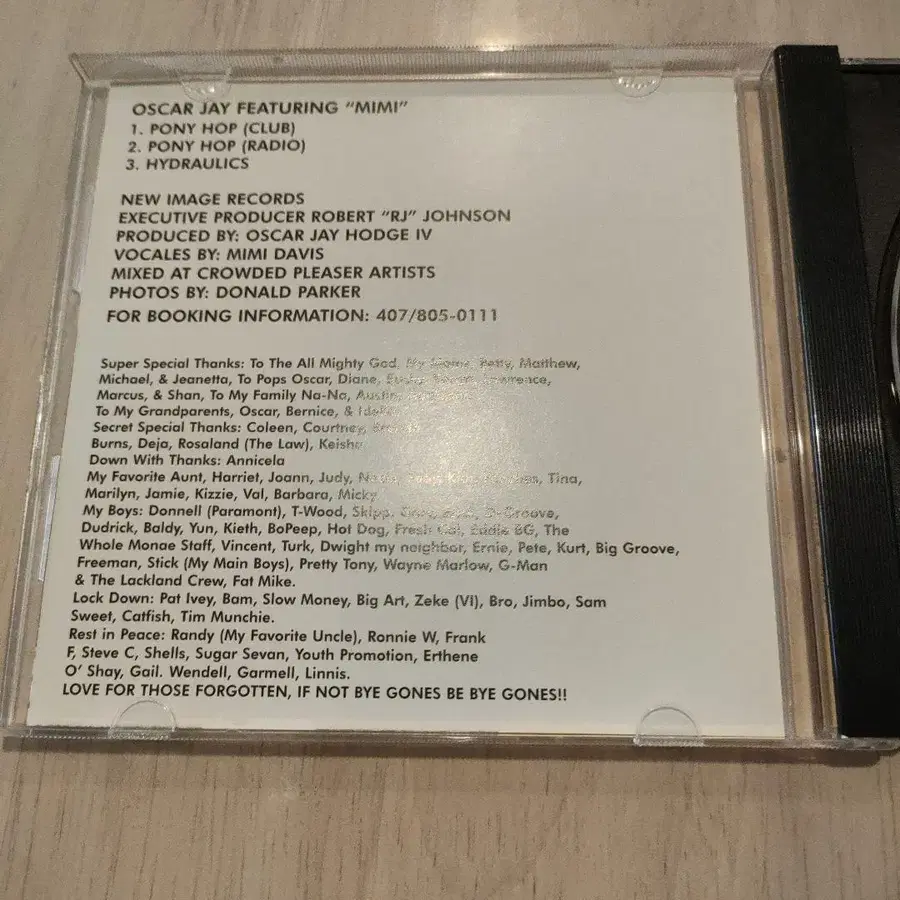 OSCAR JAY FEATURING "MIMI"
1. PONY HOP (CLUB)
2. PONY HOP (RADIO)
3. HYDRAULICS
NEW IMAGE RECORDS
EXECUTIVE PRODUCER ROBERT "RJ" JOHNSON
PRODUCED BY: OSCAR JAY HODGE IV
VOCALES BY: MIMI DAVIS
MIXED AT CROWDED PLEASER ARTISTS
PHOTOS BY: DONALD PARKER
FOR BOOKING INFORMATION: 407/805-0111
Super Special Thanks: To The All Mighty God, My Betty, Matthew,
Michael, & Jeanetta, To Pops Oscar, Diane, Lawrence,
Marcus, & Shan, To My Family Na-Na, Austin,
To My Grandparents, Oscar, Bernice, &
Secret Special Thanks: Coleen, Courtney,
Burns, Deja, Rosaland (The Law), Keisha
Down With Thanks: Annicela
My Favorite Aunt, Harriet, Joann, Judy, Tina,
Marilyn, Jamie, Kizzie, Val, Barbara, Micky
My Boys: Donnell (Paramont), T-Wood, Skipp, D-Groove,
Dudrick, Baldy, Yun, Kieth, BoPeep, Hot Dog, Fresh Eddie BG, The
Whole Monae Staff, Vincent, Turk, Dwight my neighbor, Ernie, Pete, Kurt, Big Groove,
Freeman, Stick (My Main Boys), Pretty Tony, Wayne Marlow, G-Man
& The Lackland Crew, Fat Mike.
Lock Down: Pat Ivey, Bam, Slow Money, Big Art, Zeke (VI), Bro, Jimbo, Sam
Sweet, Catfish, Tim Munchie.
Rest in Peace: Randy (My Favorite Uncle), Ronnie W, Frank
F, Steve C, Shells, Sugar Sevan, Youth Promotion, Erthene
O' Shay, Gail. Wendell, Garmell, Linnis.
LOVE FOR THOSE FORGOTTEN, IF NOT BYE GONES BE BYE GONES!!